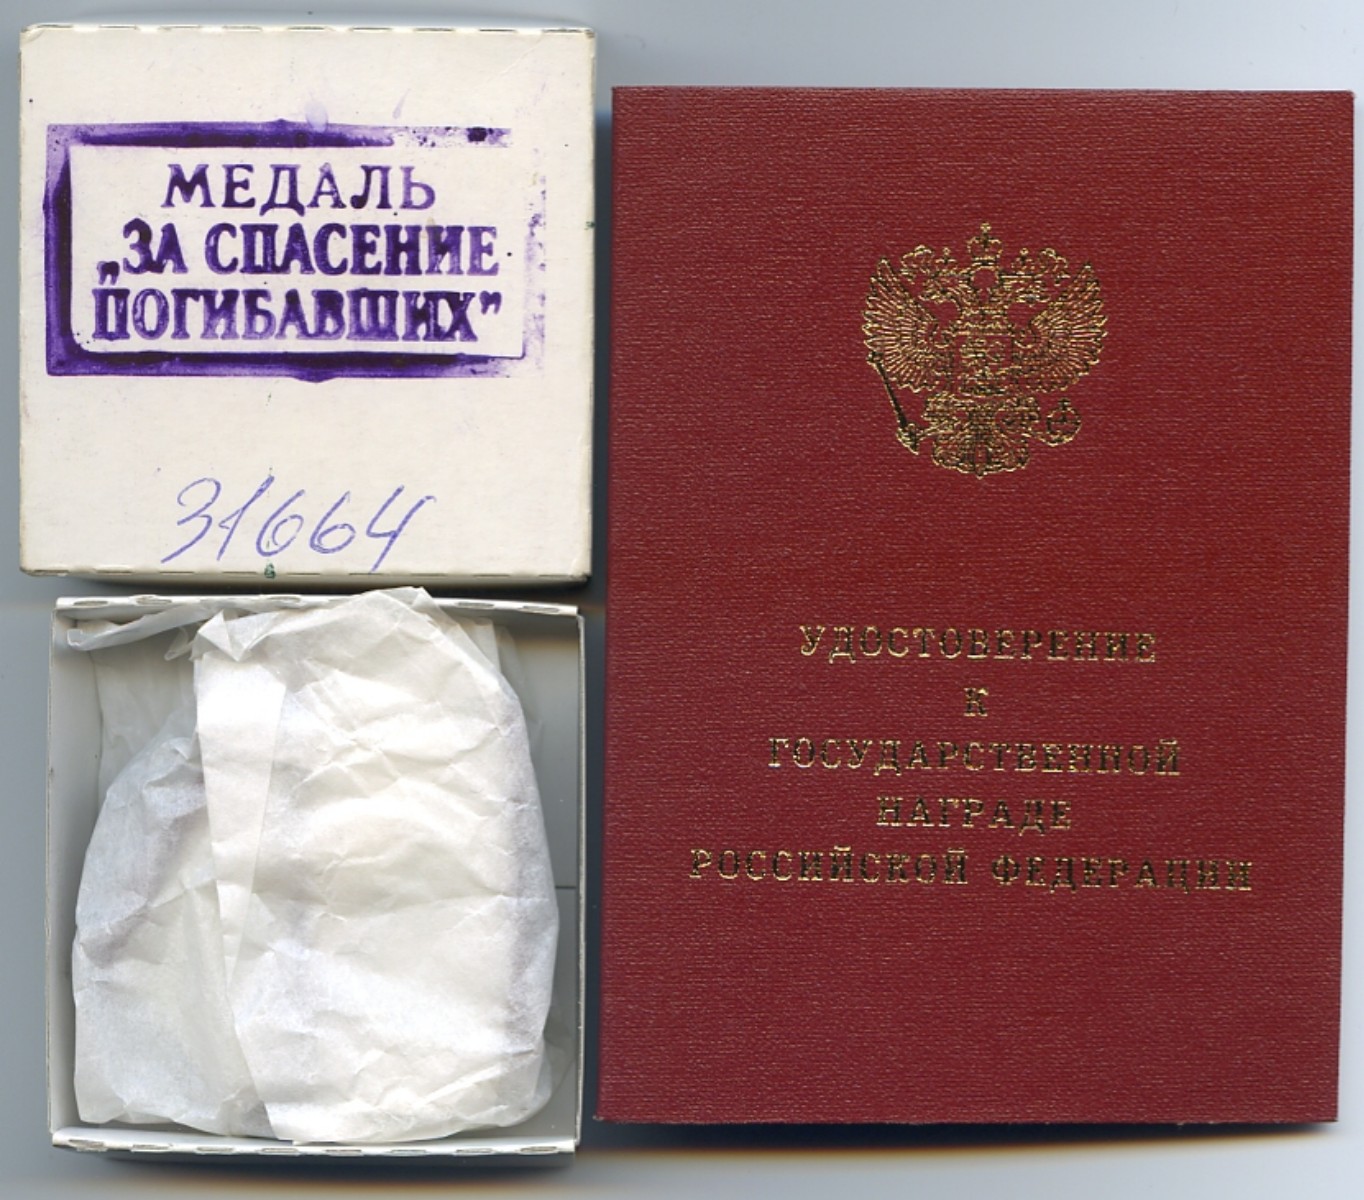 МЕДАЛЬ
„ЗА СПАСЕНИЕ
ПОГИБАВШИХ”
31664
УДОСТОВЕРЕНИЕ
К
ГОСУДАРСТВЕННОЙ
НАГРАДЕ
РОССИЙСКОЙ ФЕДЕРАЦИИ